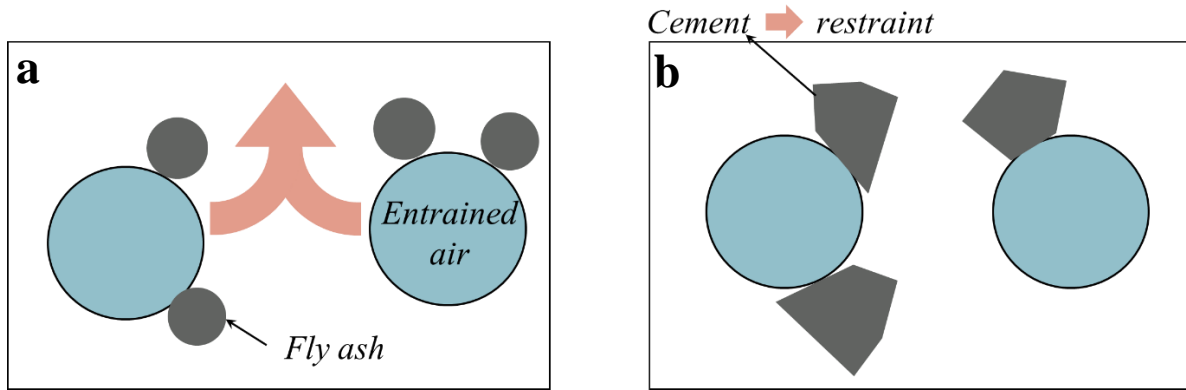 a
Entrained
air
Fly ash
Cement restraint
b